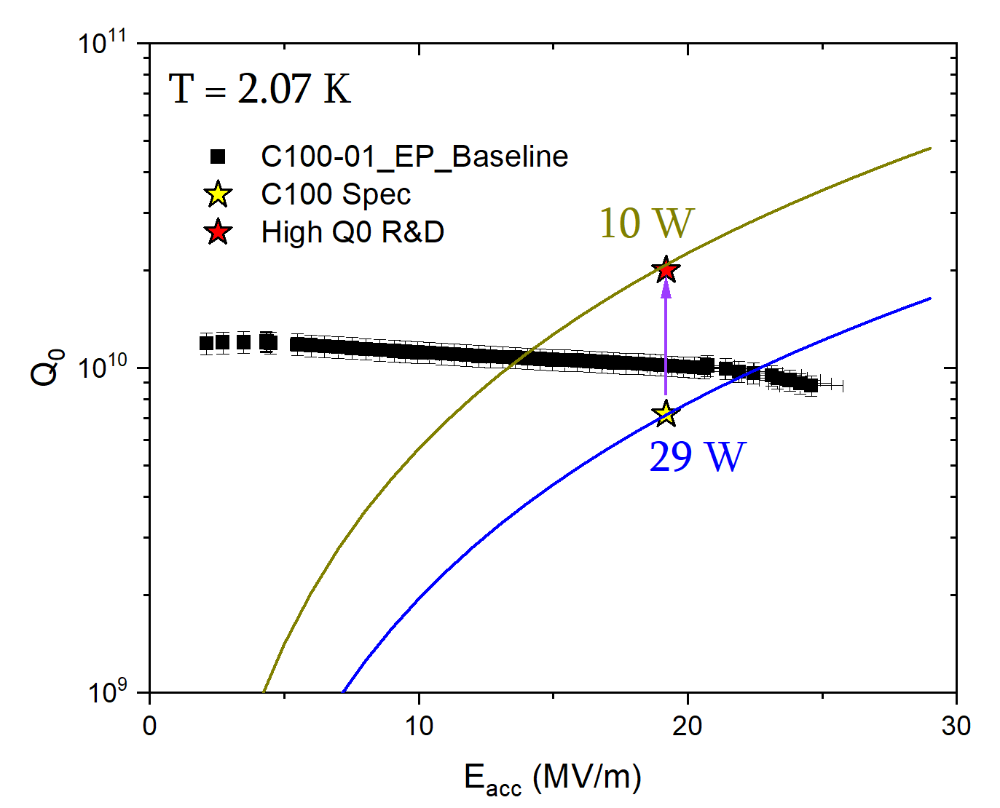 10¹¹
T = 2.07 K
C100-01_EP_Baseline
C100 Spec
High Q0 R&D
10 W
Q₀
10¹⁰
29 W
10⁹
0
10
20
30
E_acc (MV/m)